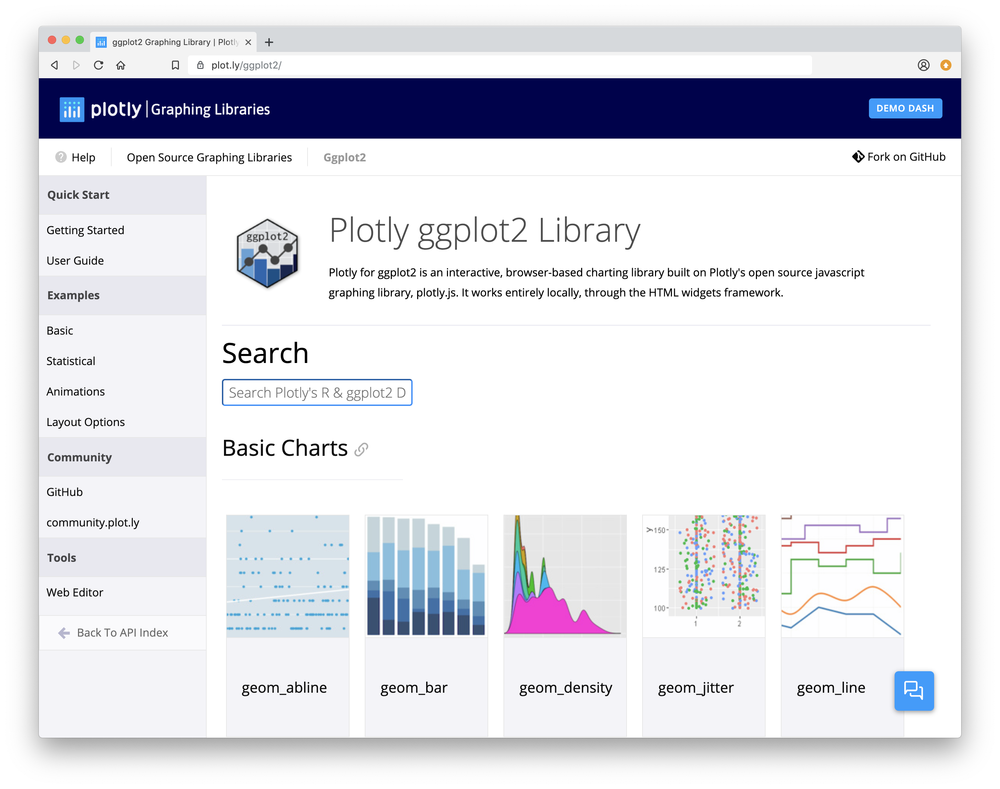 ggplot2 Graphing Library | Plotly
plot.ly/ggplot2/
plotly | Graphing Libraries
DEMO DASH
Help
Open Source Graphing Libraries
Ggplot2
Fork on GitHub
Quick Start
Getting Started
User Guide
Examples
Basic
Statistical
Animations
Layout Options
Community
GitHub
community.plot.ly
Tools
Web Editor
Back To API Index
ggplot2
Plotly ggplot2 Library
Plotly for ggplot2 is an interactive, browser-based charting library built on Plotly's open source javascript
graphing library, plotly.js. It works entirely locally, through the HTML widgets framework.
Search
Search Plotly's R & ggplot2 D
Basic Charts
y
150
125
100
1 2
geom_abline
geom_bar
geom_density
geom_jitter
geom_line